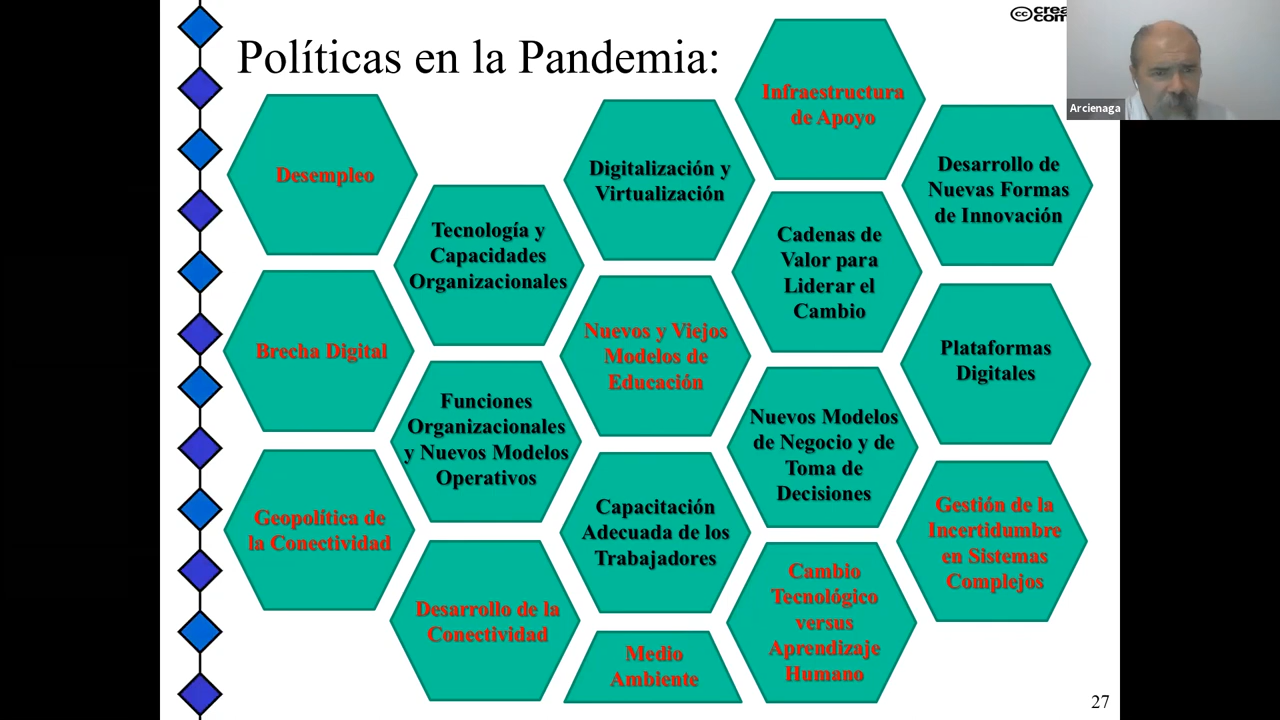 Políticas en la Pandemia:
Arcienaga
Infraestructura
de Apoyo
Desempleo
Digitalización y
Virtualización
Desarrollo de
Nuevas Formas
de Innovación
Tecnología y
Capacidades
Organizacionales
Cadenas de
Valor para
Liderar el
Cambio
Brecha Digital
Nuevos y Viejos
Modelos de
Educación
Plataformas
Digitales
Funciones
Organizacionales
y Nuevos Modelos
Operativos
Nuevos Modelos
de Negocio y de
Toma de
Decisiones
Geopolítica de
la Conectividad
Capacitación
Adecuada de los
Trabajadores
Gestión de la
Incertidumbre
en Sistemas
Complejos
Desarrollo de la
Conectividad
Cambio
Tecnológico
versus
Aprendizaje
Humano
Medio
Ambiente
27